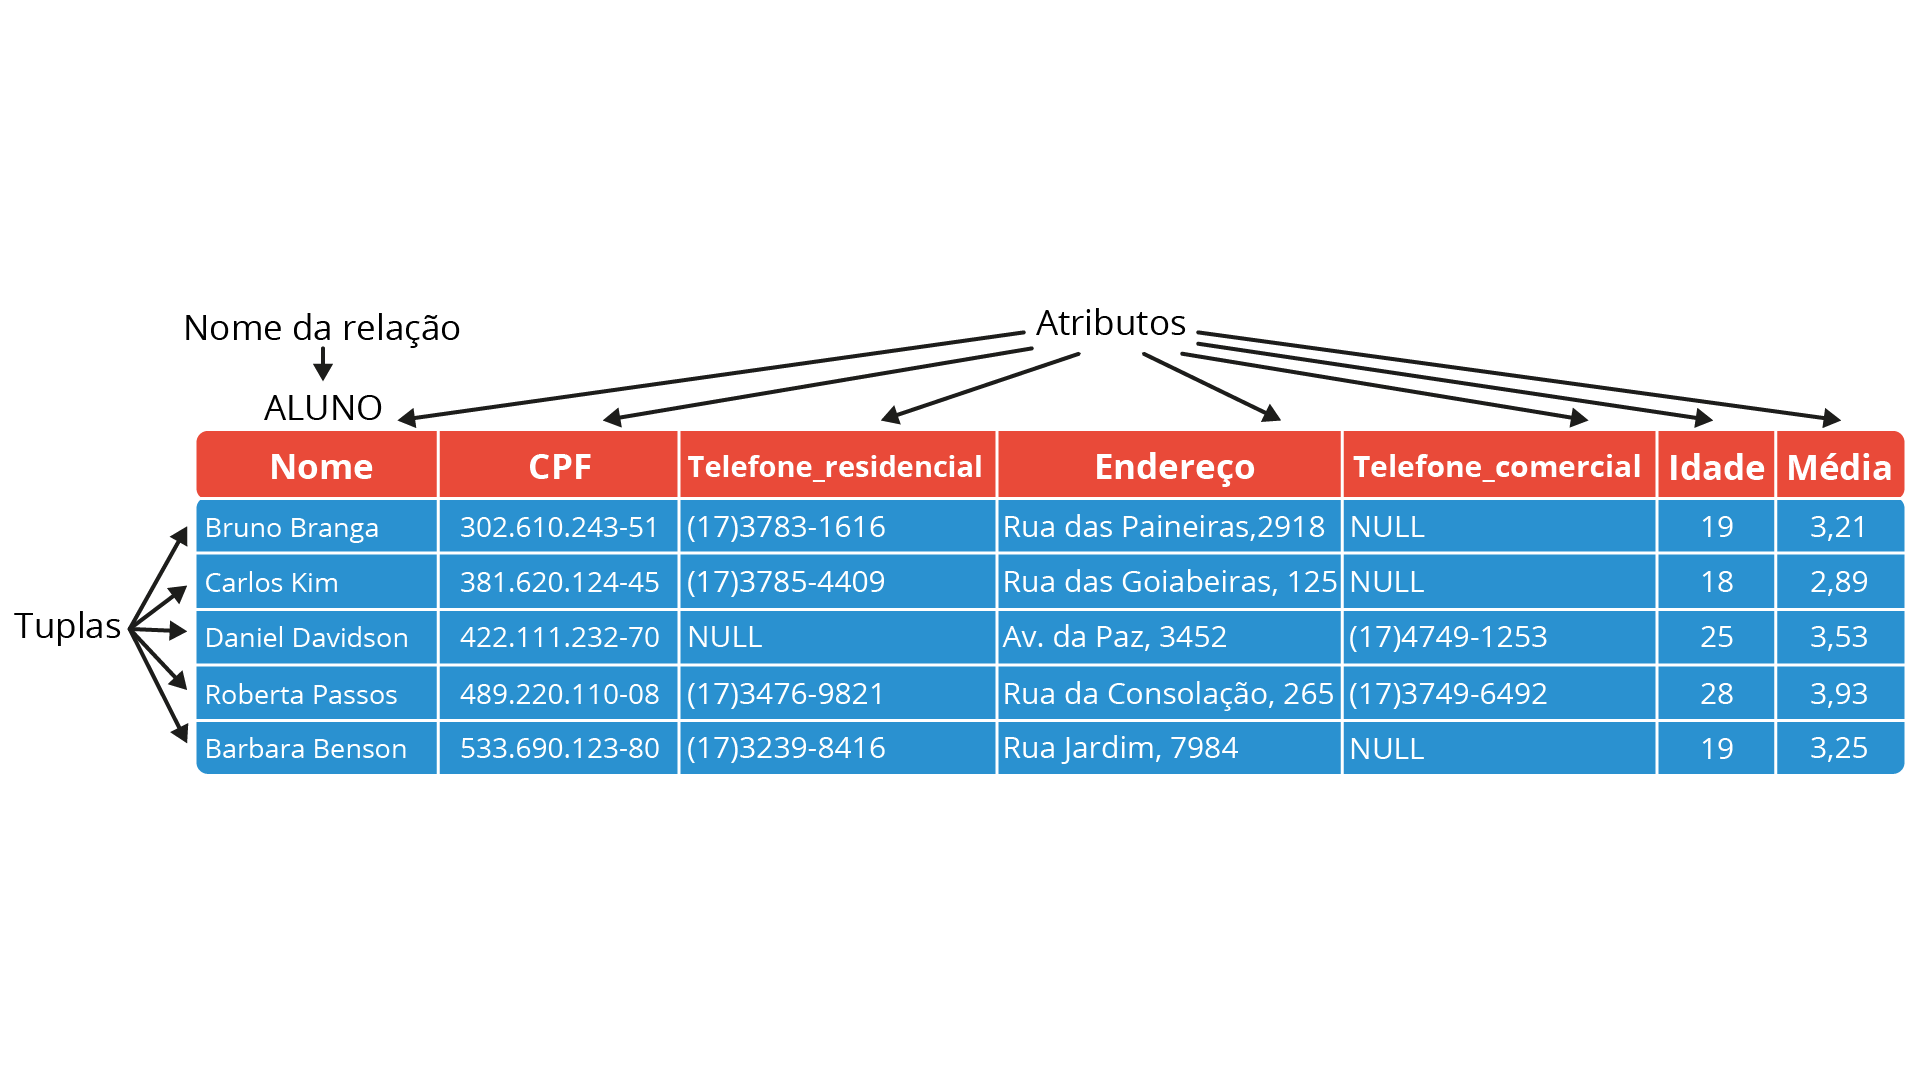 Nome da relação
Atributos
ALUNO
Nome CPF Telefone_residencial Endereço Telefone_comercial Idade Média
Bruno Branga 302.610.243-51 (17)3783-1616 Rua das Paineiras,2918 NULL 19 3,21
Carlos Kim 381.620.124-45 (17)3785-4409 Rua das Goiabeiras, 125 NULL 18 2,89
Tuplas
Daniel Davidson 422.111.232-70 NULL Av. da Paz, 3452 (17)4749-1253 25 3,53
Roberta Passos 489.220.110-08 (17)3476-9821 Rua da Consolação, 265 (17)3749-6492 28 3,93
Barbara Benson 533.690.123-80 (17)3239-8416 Rua Jardim, 7984 NULL 19 3,25